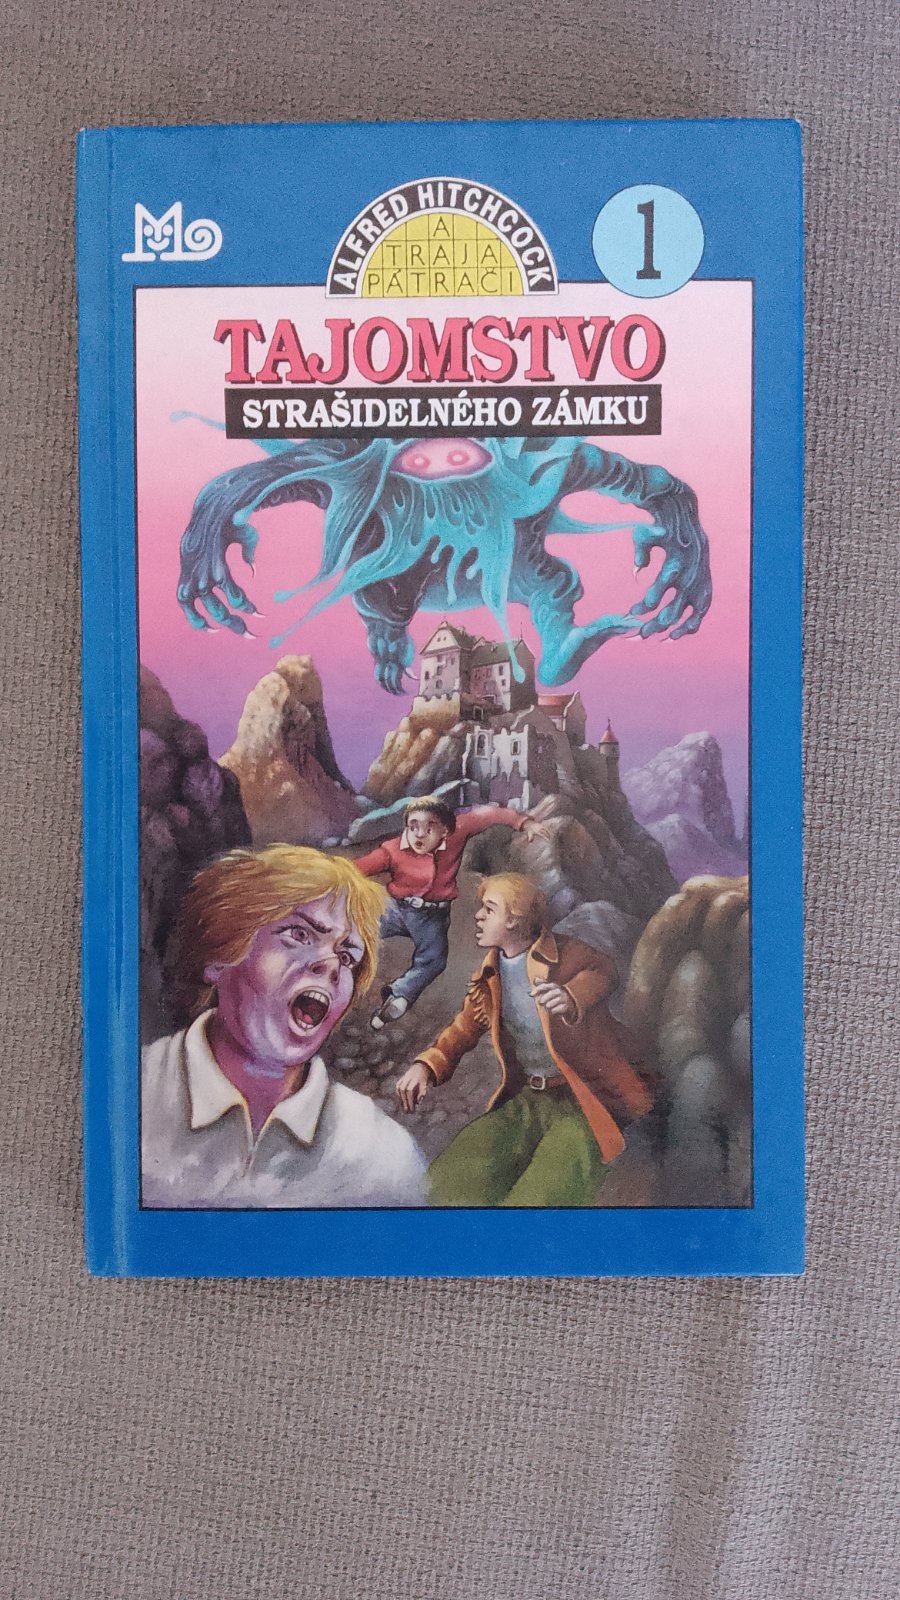 ALFRED HITCHCOCK
A
TRAJA
PÁTRAČI
1
TAJOMSTVO
STRAŠIDELNÉHO ZÁMKU